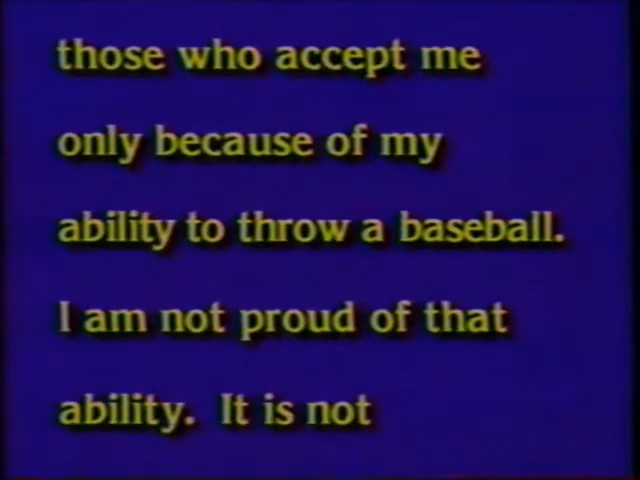 those who accept me
only because of my
ability to throw a baseball.
I am not proud of that
ability.  It is not